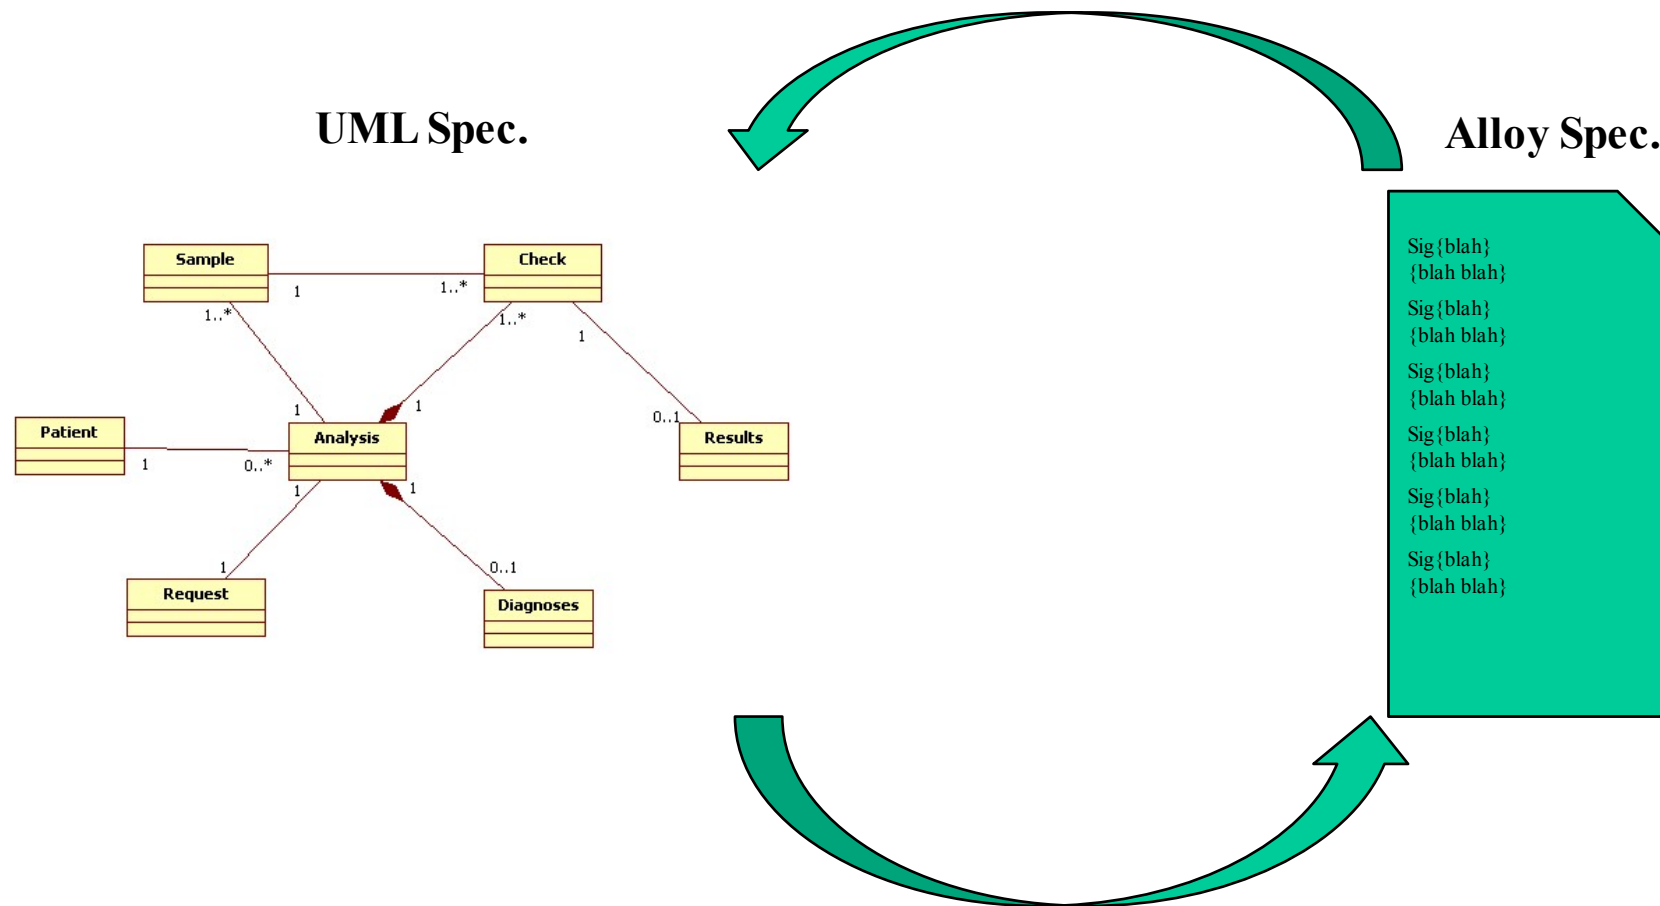 UML Spec.
Alloy Spec.
Sample
Check
1
1..*
1..*
1..*
1
1
1
0..1
Patient
Analysis
Results
1
0..*
1
1
1
0..1
Request
Diagnoses
Sig{blah}
{blah blah}
Sig{blah}
{blah blah}
Sig{blah}
{blah blah}
Sig{blah}
{blah blah}
Sig{blah}
{blah blah}
Sig{blah}
{blah blah}